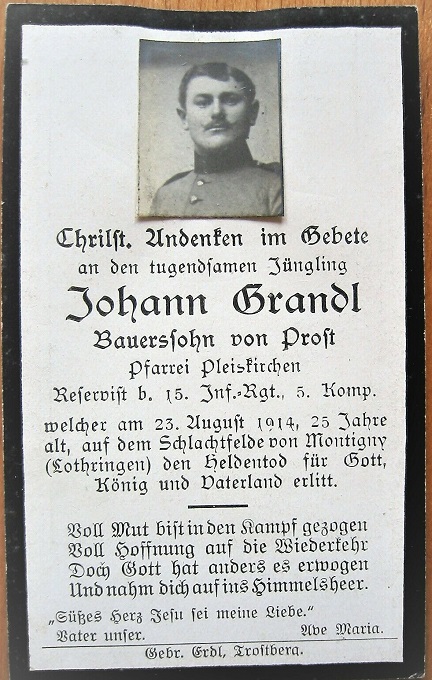 Chrilst. Andenken im Gebete
an den tugendsamen Jüngling
Johann Grandl
Bauerssohn von Prost
Pfarrei Pleiskirchen
Reservist b. 15. Inf.-Rgt., 5. Komp.
welcher am 23. August 1914, 25 Jahre
alt, auf dem Schlachtfelde von Montigny
(Lothringen) den Heldentod für Gott,
König und Vaterland erlitt.
Voll Mut bist in den Kampf gezogen
Voll Hoffnung auf die Wiederkehr
Doch Gott hat anders es erwogen
Und nahm dich auf ins Himmelsheer.
„Süßes Herz Jesu sei meine Liebe.“
Vater unser. Ave Maria.
Gebr. Erdl, Trostberg.